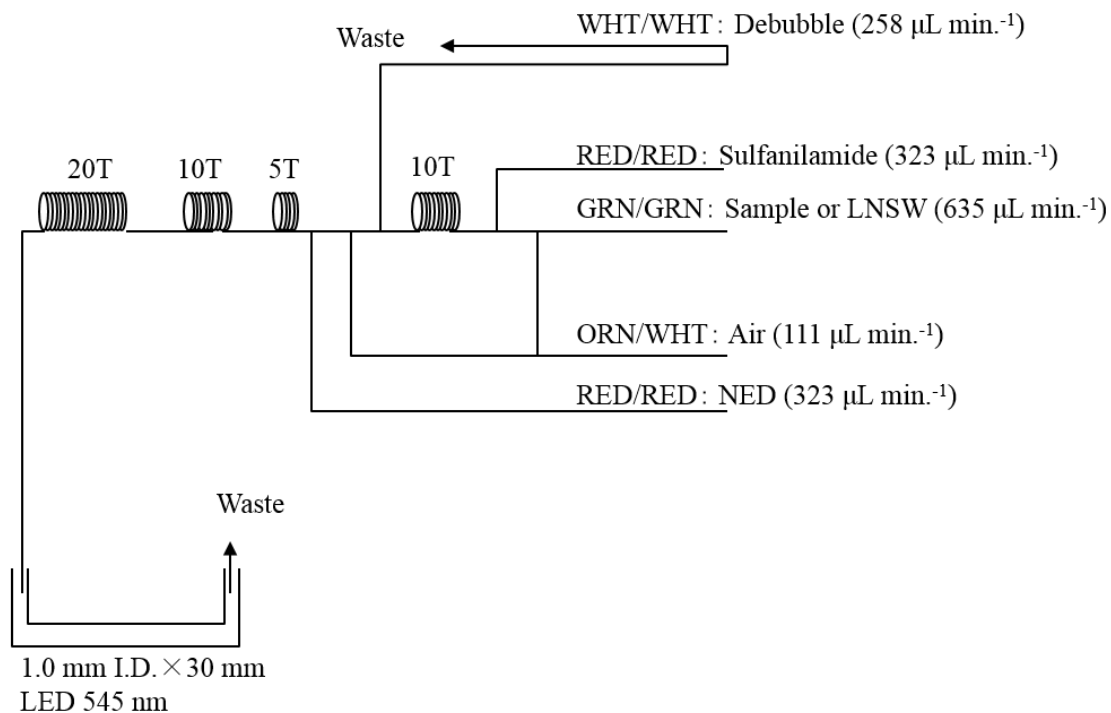 WHT/WHT: Debubble (258 μL min.-1)
Waste
RED/RED: Sulfanilamide (323 μL min.-1)
20T
10T
5T
10T
GRN/GRN: Sample or LNSW (635 μL min.-1)
ORN/WHT: Air (111 μL min.-1)
RED/RED: NED (323 μL min.-1)
Waste
1.0 mm I.D.×30 mm
LED 545 nm